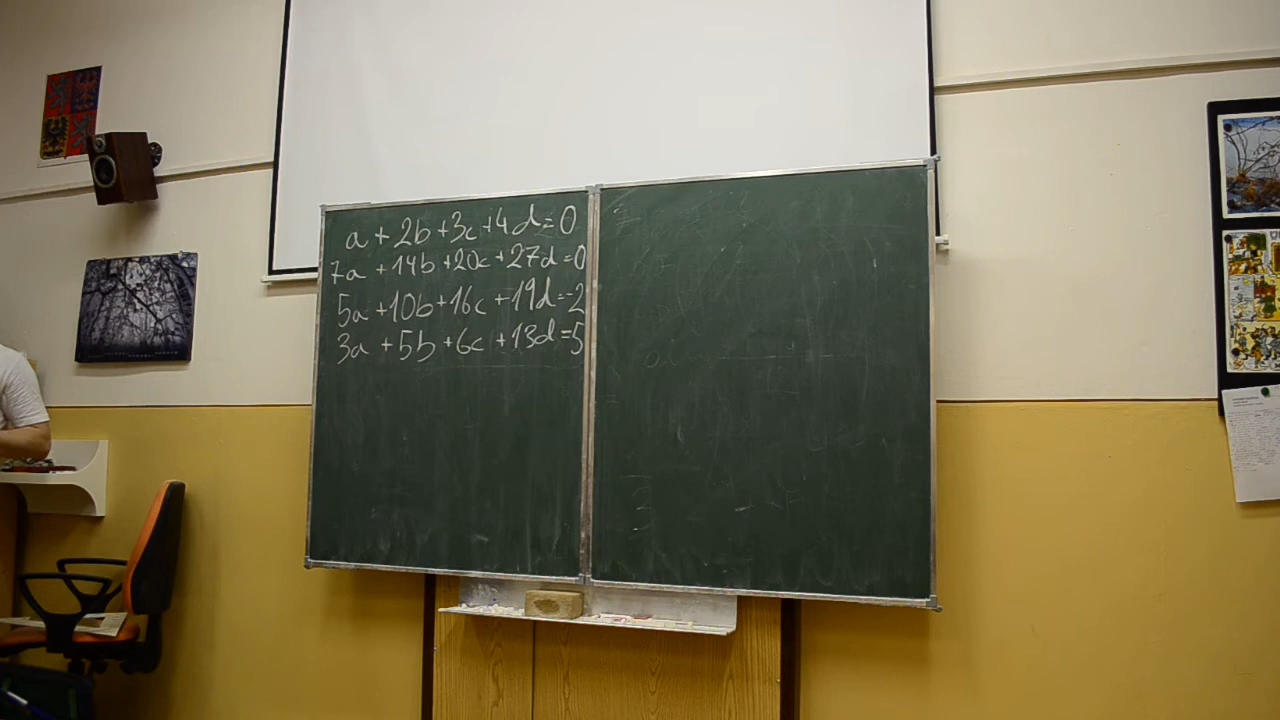 a + 2b + 3c + 4d = 0
7a + 14b + 20c + 27d = 0
5a + 10b + 16c + 19d = -2
3a + 5b + 6c + 13d = 5